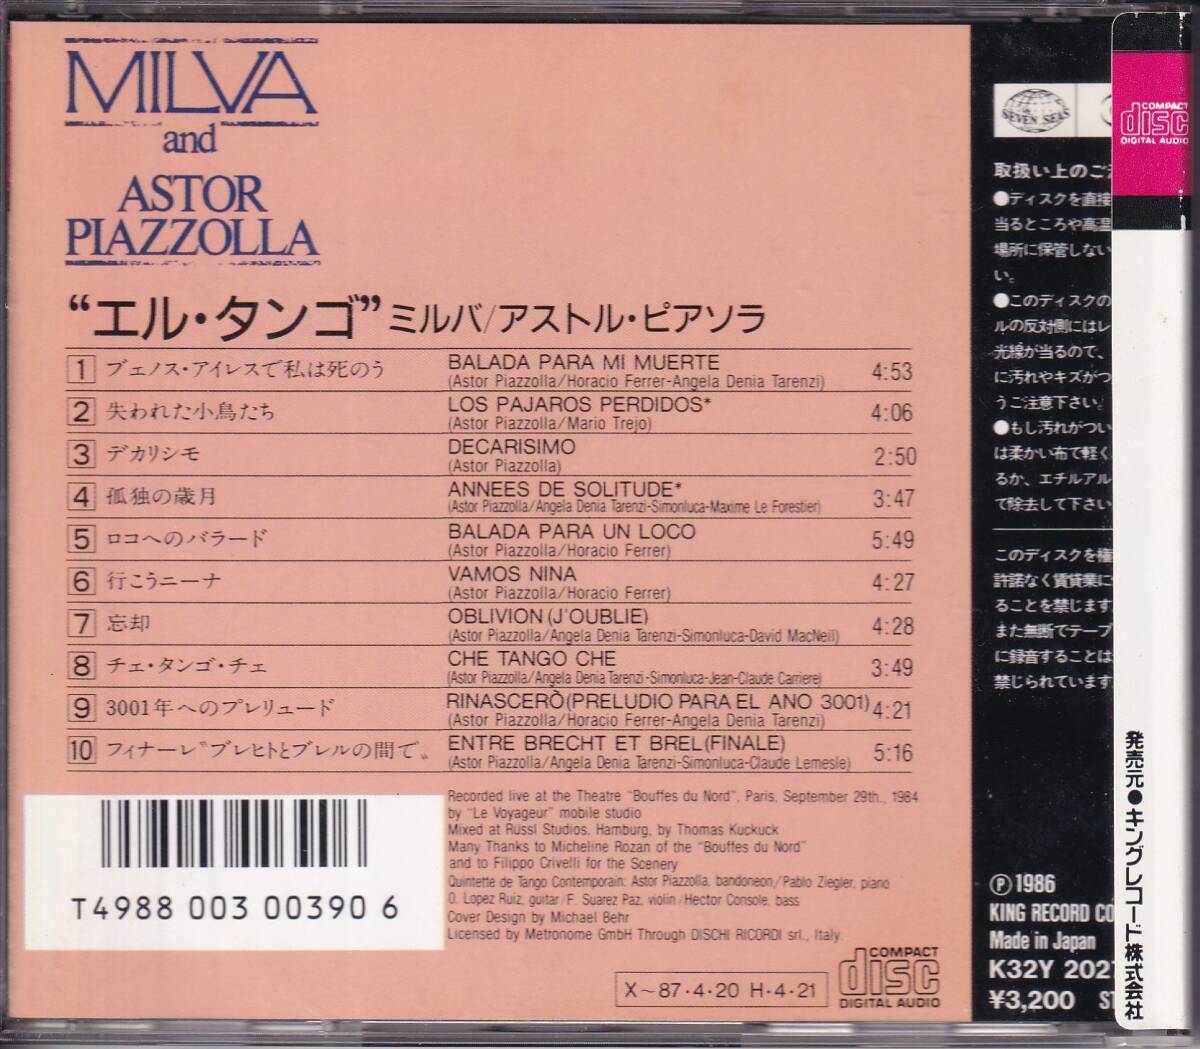 MILVA
and
ASTOR
PIAZZOLLA
“エル・タンゴ” ミルバ/アストル・ピアソラ
1 ブェノス・アイレスで私は死のう BALADA PARA MI MUERTE 4:53
(Astor Piazzolla/Horacio Ferrer-Angela Denia Tarenzi)
2 失われた小鳥たち LOS PAJAROS PERDIDOS* 4:06
(Astor Piazzolla/Mario Trejo)
3 デカリシモ DECARISIMO 2:50
(Astor Piazzolla)
4 孤独の歳月 ANNEES DE SOLITUDE* 3:47
(Astor Piazzolla/Angela Denia Tarenzi-Simonluca-Maxime Le Forestier)
5 ロコへのバラード BALADA PARA UN LOCO 5:49
(Astor Piazzolla/Horacio Ferrer)
6 行こうニーナ VAMOS NINA 4:27
(Astor Piazzolla/Horacio Ferrer)
7 忘却 OBLIVION (J'OUBLIE) 4:28
(Astor Piazzolla/Angela Denia Tarenzi-Simonluca-David MacNeil)
8 チェ・タンゴ・チェ CHE TANGO CHE 3:49
(Astor Piazzolla/Angela Denia Tarenzi-Simonluca-Jean-Claude Carriere)
9 3001年へのプレリュード RINASCERÒ(PRELUDIO PARA EL ANO 3001) 4:21
(Astor Piazzolla/Horacio Ferrer-Angela Denia Tarenzi)
10 フィナーレ〝ブレヒトとブレルの間で〟 ENTRE BRECHT ET BREL(FINALE) 5:16
(Astor Piazzolla/Angela Denia Tarenzi-Simonluca-Claude Lemesle)
Recorded live at the Theatre "Bouffes du Nord", Paris, September 29th., 1984
by "Le Voyageur" mobile studio
Mixed at Rüssl Studios, Hamburg, by Thomas Kuckuck
Many Thanks to Micheline Rozan of the "Bouffes du Nord"
and to Filippo Crivelli for the Scenery
Quintette de Tango Contemporain: Astor Piazzolla, bandoneon/Pablo Ziegler, piano
O. Lopez Ruiz, guitar/F. Suarez Paz, violin/Hector Console, bass
Cover Design by Michael Behr
Licensed by Metronome GmbH Through DISCHI RICORDI srl., Italy.
T4988 003 00390 6
X〜87・4・20 H・4・21
COMPACT
disc
DIGITAL AUDIO
SEVEN SEAS
取扱い上のご
●ディスクを直接
当るところや高温
場所に保管しない
い。
●このディスクの
ルの反対側にはレ
光線が当るので、
に汚れやキズがつ
うご注意下さい。
●もし汚れがつい
は柔かい布で軽く
るか、エチルアル
で除去して下さい
このディスクを権
許諾なく賃貸業に
ることを禁じます
また無断でテープ
に録音することは
禁じられています
Ⓟ1986
KING RECORD CO
Made in Japan
K32Y 202
¥3,200 ST
COMPACT
disc
DIGITAL AUDIO
発売元●キングレコード株式会社